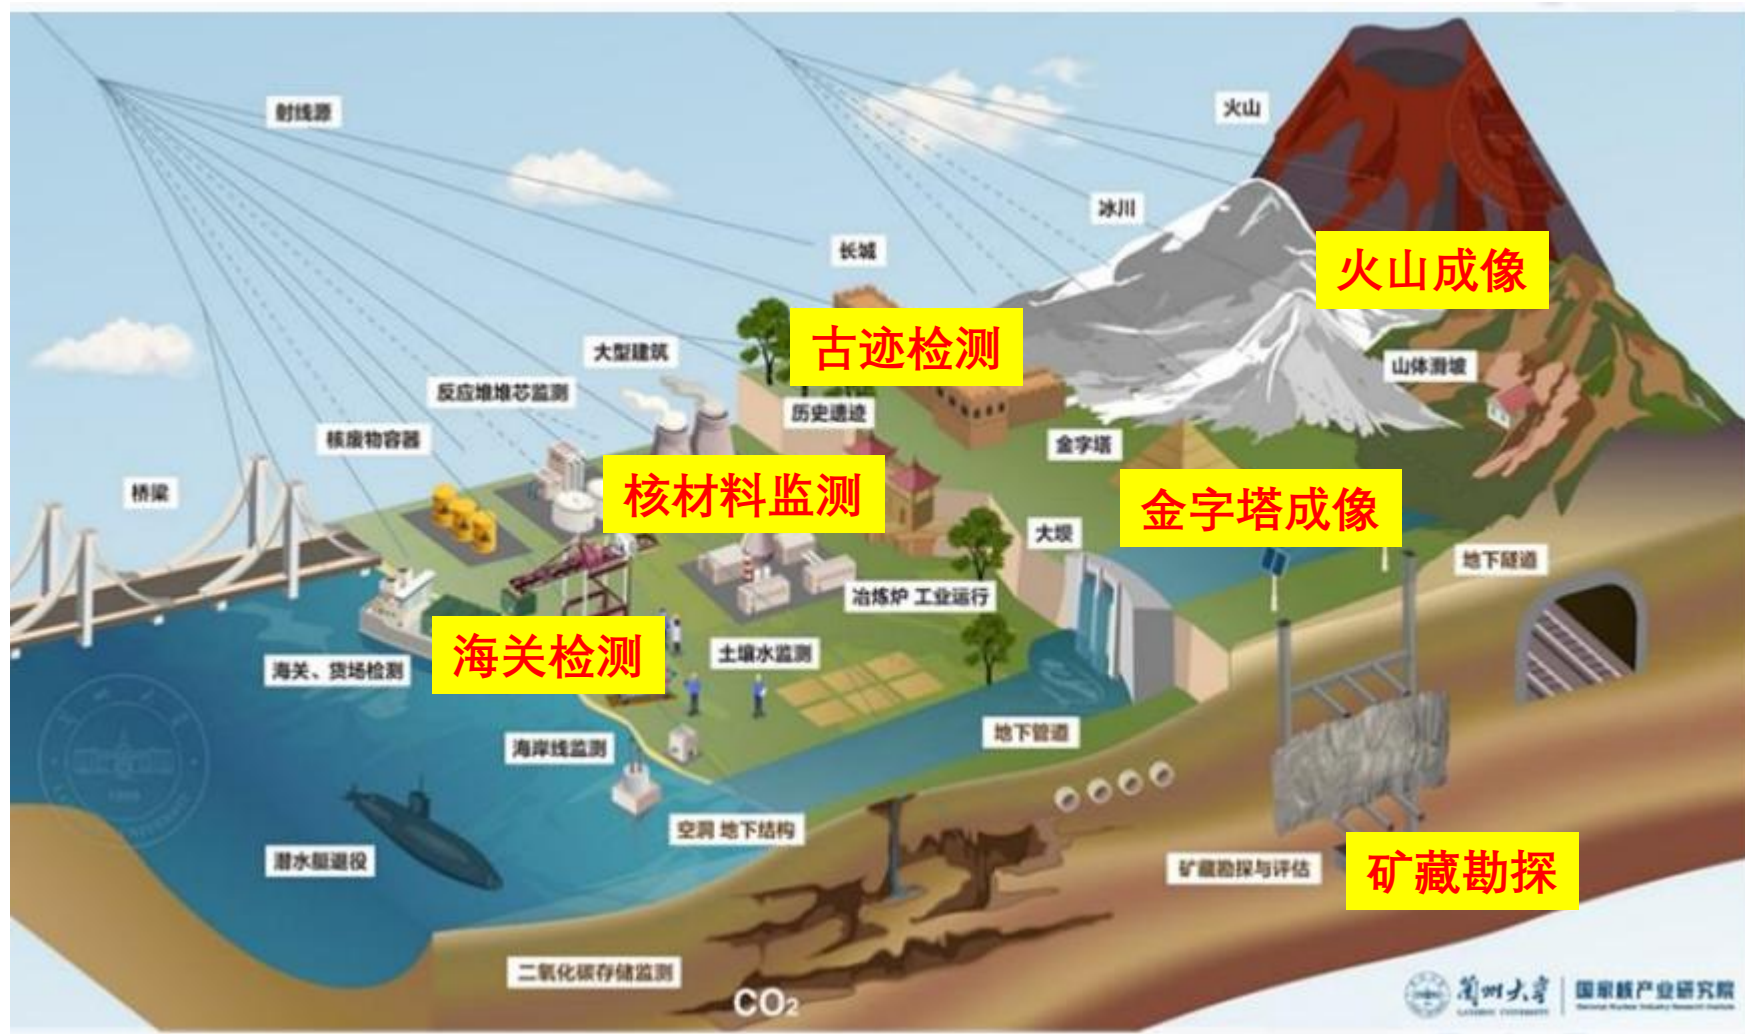 射线源
火山
冰川
长城
火山成像
古迹检测
大型建筑
山体滑坡
反应堆堆芯监测
历史遗迹
核废物容器
金字塔
桥梁
核材料监测
金字塔成像
大坝
地下隧道
冶炼炉 工业运行
海关检测
土壤水监测
海关、货场检测
地下管道
海岸线监测
空洞 地下结构
潜水艇退役
矿藏勘探与评估
矿藏勘探
二氧化碳存储监测
CO₂
兰州大学
LANZHOU UNIVERSITY
国家核产业研究院